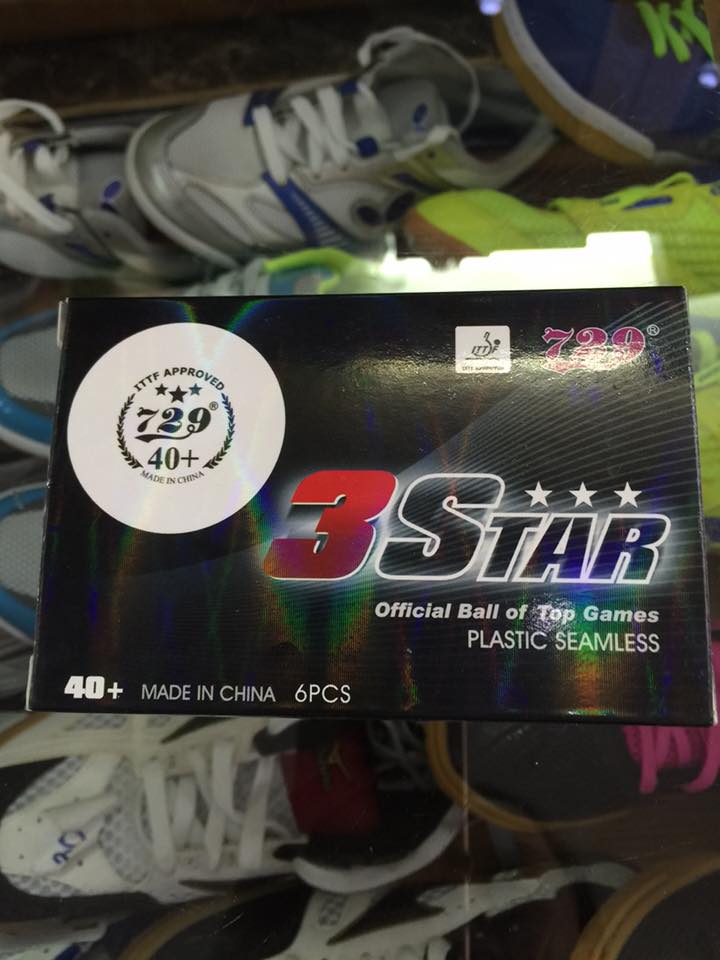 ITTF APPROVED
729®
40+
MADE IN CHINA
ITTF
729®
3STAR
Official Ball of Top Games
PLASTIC SEAMLESS
40+ MADE IN CHINA 6PCS